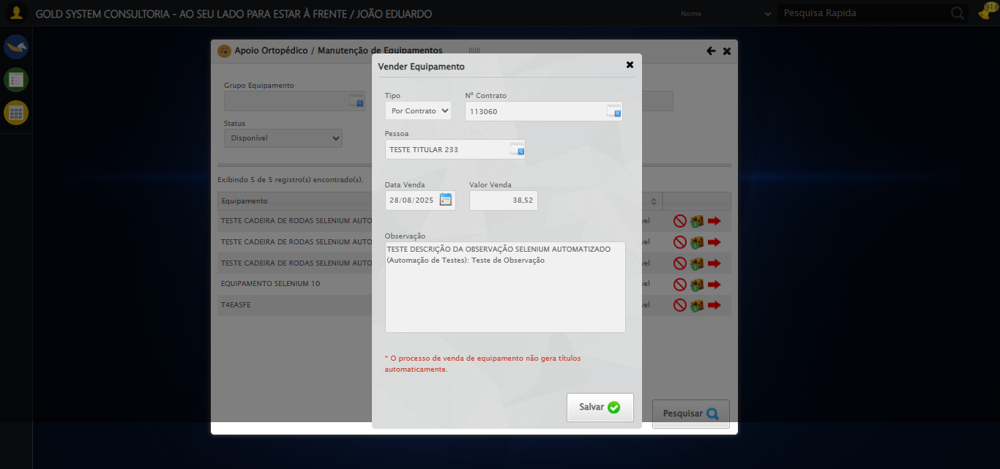 GOLD SYSTEM CONSULTORIA - AO SEU LADO PARA ESTAR À FRENTE / JOÃO EDUARDO
Nome
Pesquisa Rapida
918
Apoio Ortopédico / Manutenção de Equipamentos
Vender Equipamento
Grupo Equipamento
Tipo
Nº Contrato
Por Contrato
113060
Status
Disponível
Pessoa
TESTE TITULAR 233
Exibindo 5 de 5 registro(s) encontrado(s).
Data Venda
Valor Venda
28/08/2025
38,52
Equipamento
TESTE CADEIRA DE RODAS SELENIUM AUTO
vel
TESTE CADEIRA DE RODAS SELENIUM AUTO
vel
TESTE CADEIRA DE RODAS SELENIUM AUTO
vel
EQUIPAMENTO SELENIUM 10
vel
T4EASFE
vel
Observação
TESTE DESCRIÇÃO DA OBSERVAÇÃO SELENIUM AUTOMATIZADO
(Automação de Testes): Teste de Observação
* O processo de venda de equipamento não gera títulos
automaticamente.
Salvar
Pesquisar